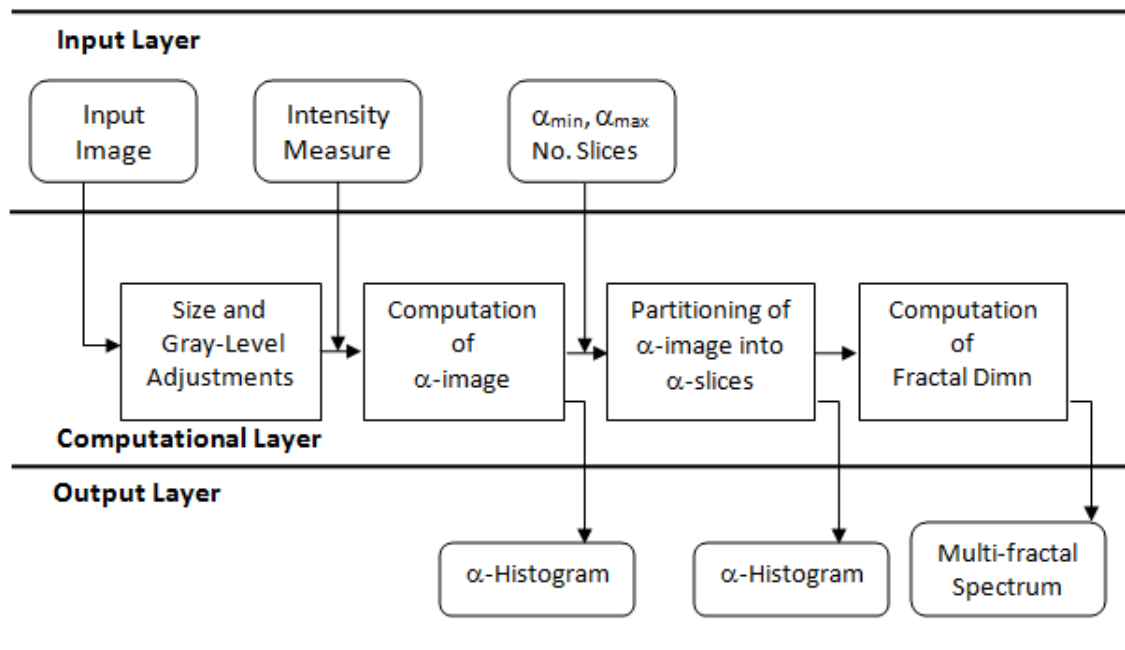 Input Layer
Input
Image
Intensity
Measure
αmin, αmax
No. Slices
Size and
Gray-Level
Adjustments
Computation
of
α-image
Partitioning of
α-image into
α-slices
Computation
of
Fractal Dimn
Computational Layer
Output Layer
α-Histogram
α-Histogram
Multi-fractal
Spectrum